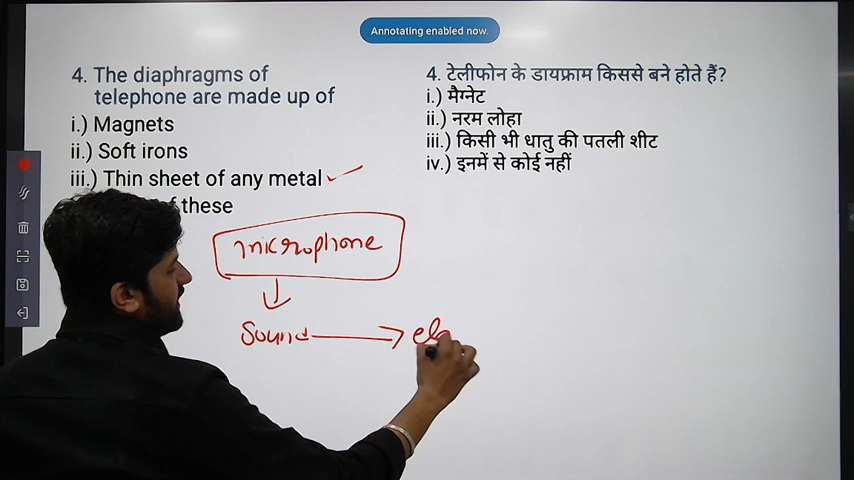 Annotating enabled now.
4. The diaphragms of
telephone are made up of
i.) Magnets
ii.) Soft irons
iii.) Thin sheet of any metal
of these
4. टेलीफोन के डायफ्राम किससे बने होते हैं?
i.) मैग्नेट
ii.) नरम लोहा
iii.) किसी भी धातु की पतली शीट
iv.) इनमें से कोई नहीं
microphone
Sound